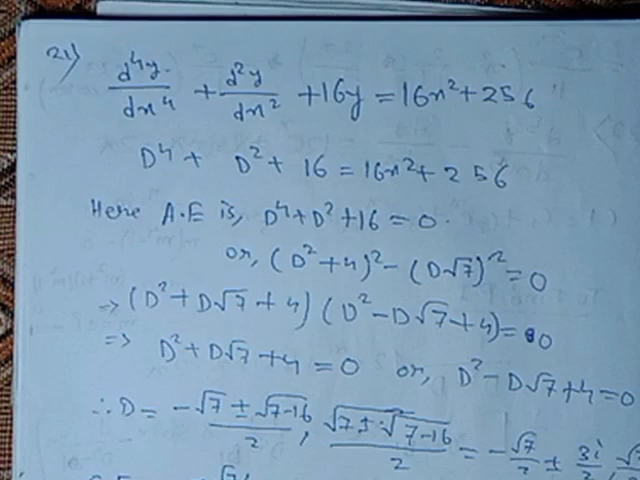 21)
d⁴y/dx⁴ + d²y/dx² + 16y = 16x² + 256
D⁴ + D² + 16 = 16x² + 256
Here A.E is, D⁴ + D² + 16 = 0.
or, (D² + 4)² - (D√7)² = 0
=> (D² + D√7 + 4) (D² - D√7 + 4) = 0
=> D² + D√7 + 4 = 0 or, D² - D√7 + 4 = 0
∴ D = (-√7 ± √7-16)/2, (√7 ± √7-16)/2 = -√7/2 ± 3i/2,